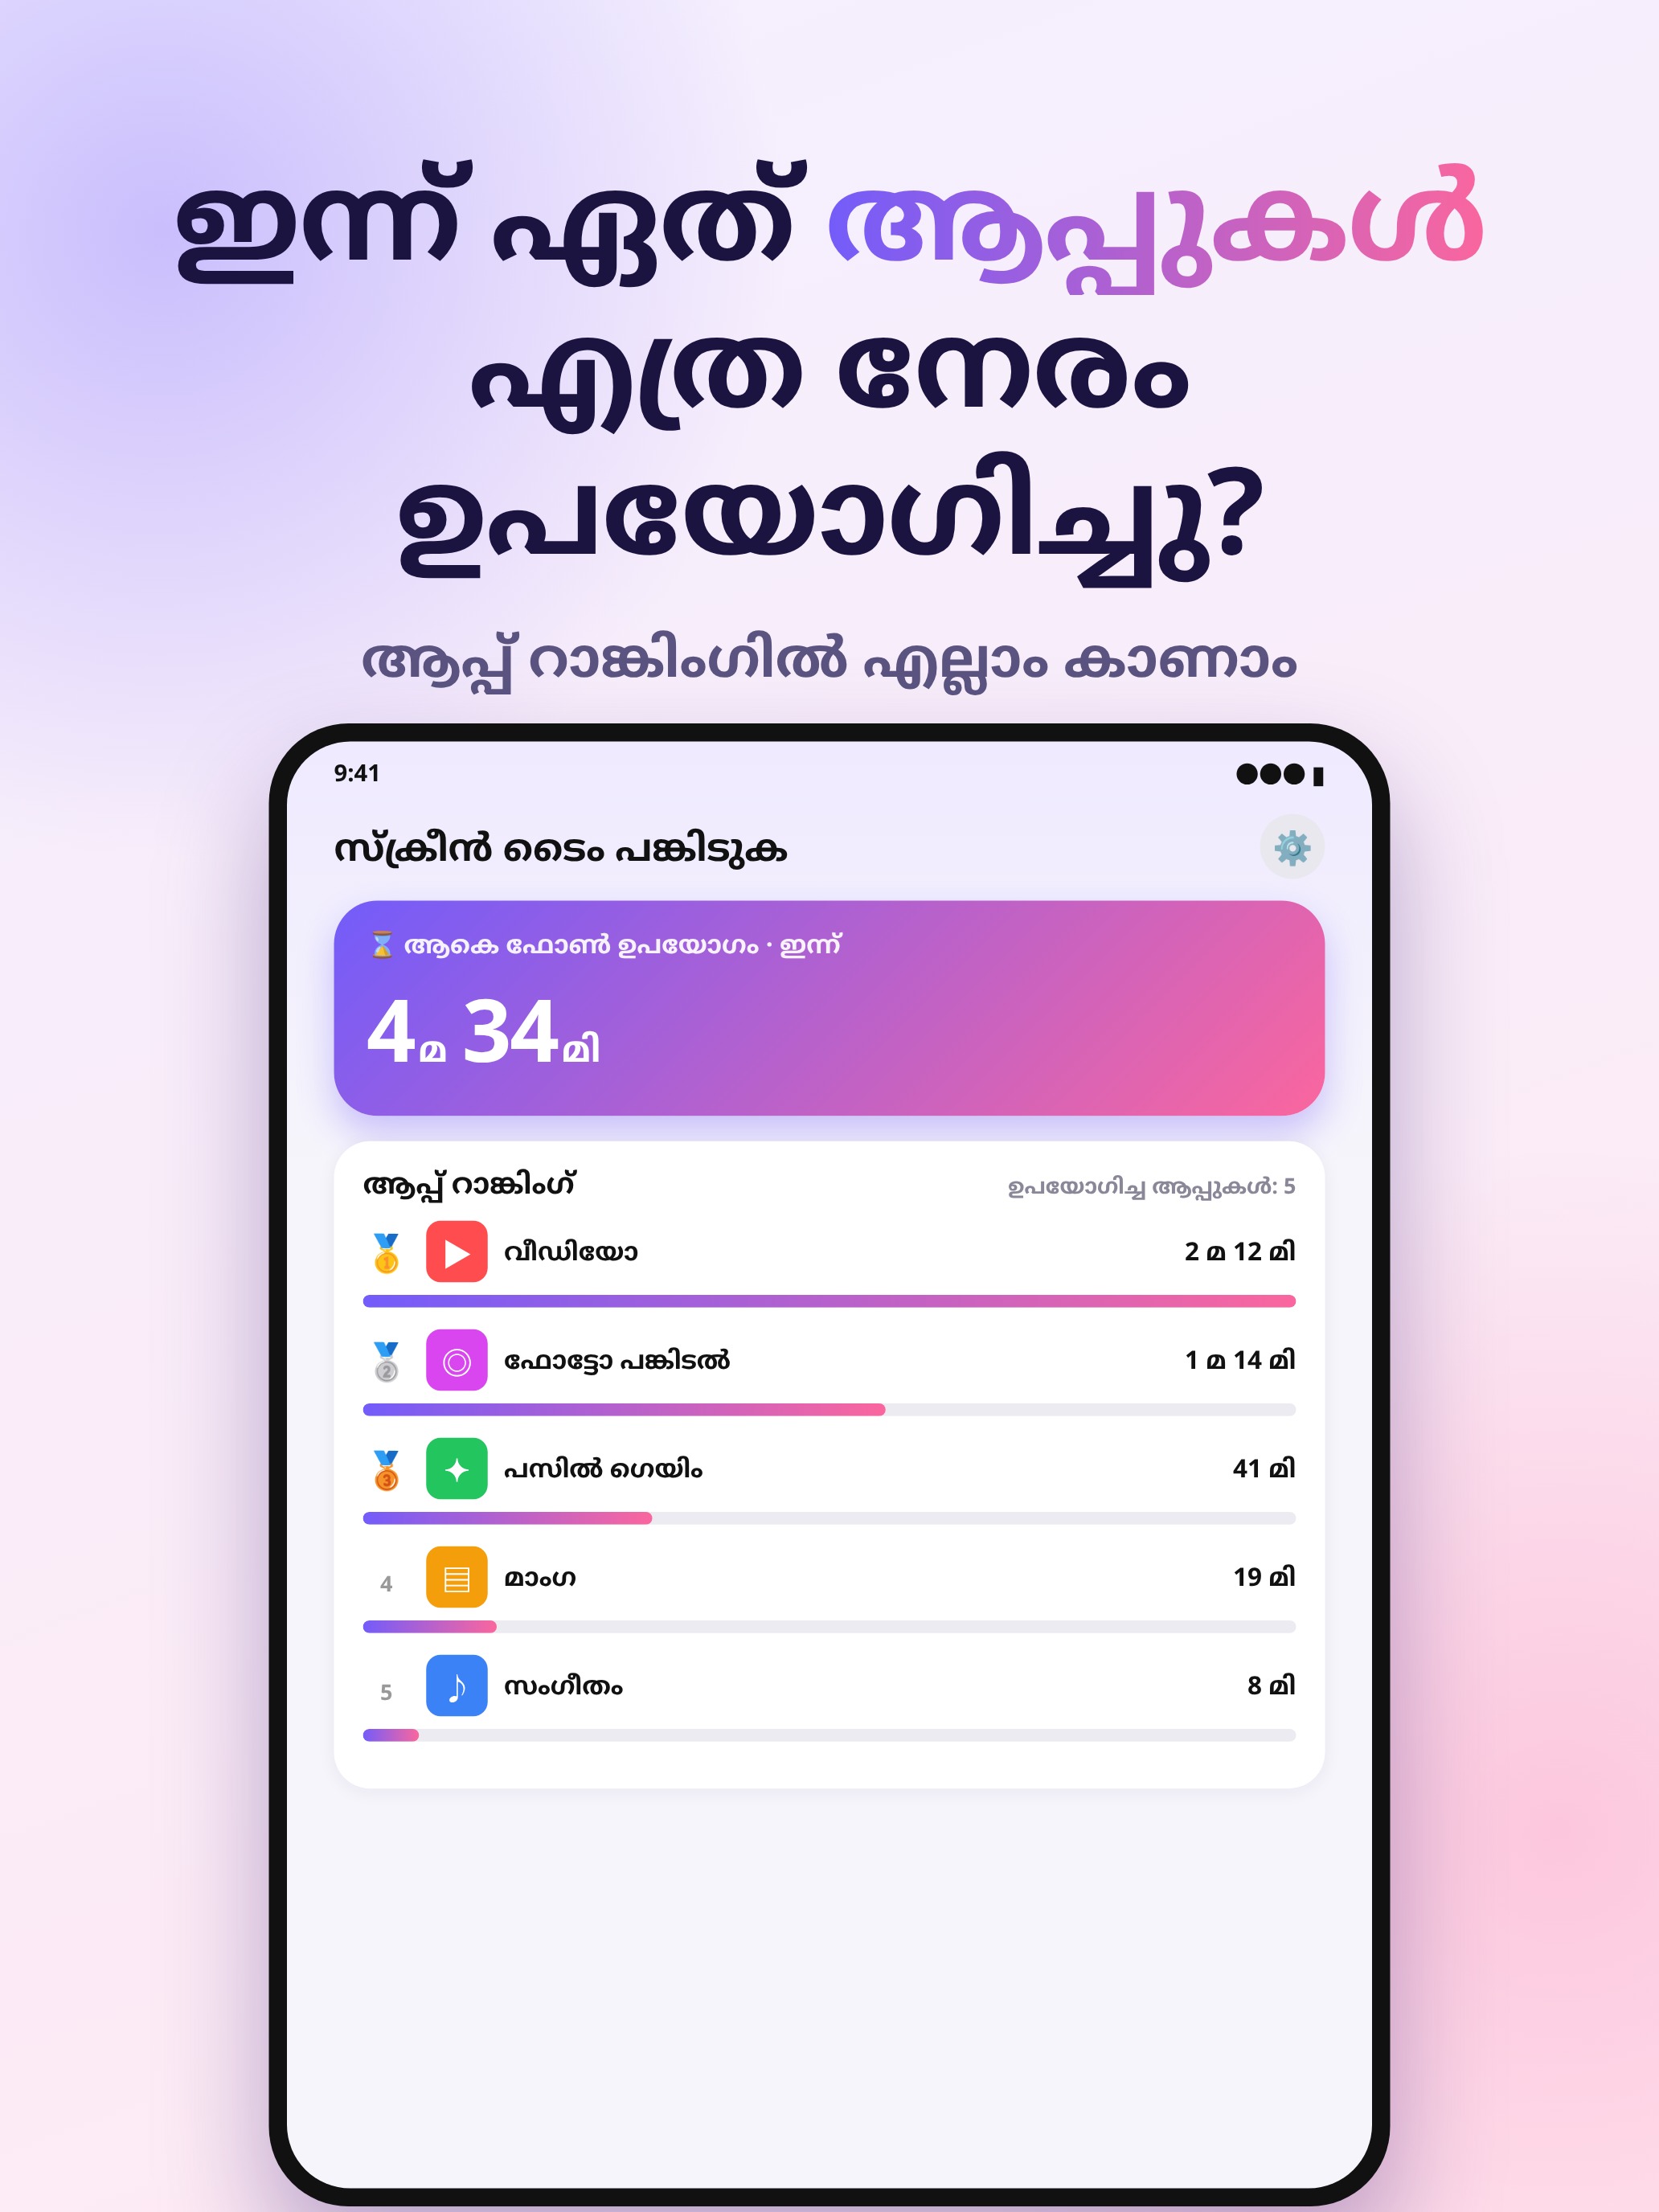 ഇന്ന് ഏത് ആപ്പുകൾ
എത്ര നേരം
ഉപയോഗിച്ചു?
ആപ്പ് റാങ്കിംഗിൽ എല്ലാം കാണാം
9:41
സ്ക്രീൻ ടൈം പങ്കിടുക
⌛ ആകെ ഫോൺ ഉപയോഗം · ഇന്ന്
4മ 34മി
ആപ്പ് റാങ്കിംഗ് ഉപയോഗിച്ച ആപ്പുകൾ: 5
🥇 വീഡിയോ 2 മ 12 മി
🥈 ഫോട്ടോ പങ്കിടൽ 1 മ 14 മി
🥉 പസിൽ ഗെയിം 41 മി
4 മാംഗ 19 മി
5 സംഗീതം 8 മി